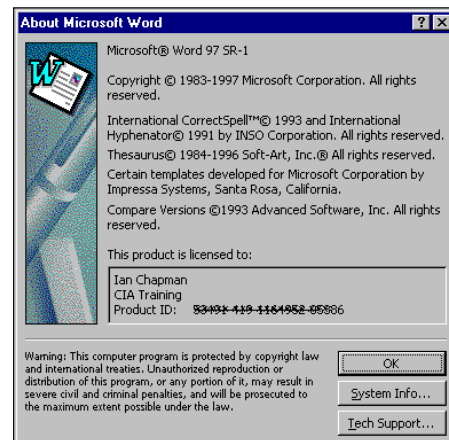 About Microsoft Word
Microsoft® Word 97 SR-1
Copyright © 1983-1997 Microsoft Corporation. All rights
reserved.
International CorrectSpell™© 1993 and International
Hyphenator© 1991 by INSO Corporation. All rights reserved.
Thesaurus© 1984-1996 Soft-Art, Inc.® All rights reserved.
Certain templates developed for Microsoft Corporation by
Impressa Systems, Santa Rosa, California.
Compare Versions ©1993 Advanced Software, Inc. All rights
reserved.
This product is licensed to:
Ian Chapman
CIA Training
Product ID:
Warning: This computer program is protected by copyright law
and international treaties. Unauthorized reproduction or
distribution of this program, or any portion of it, may result in
severe civil and criminal penalties, and will be prosecuted to
the maximum extent possible under the law.
OK
System Info...
Tech Support...